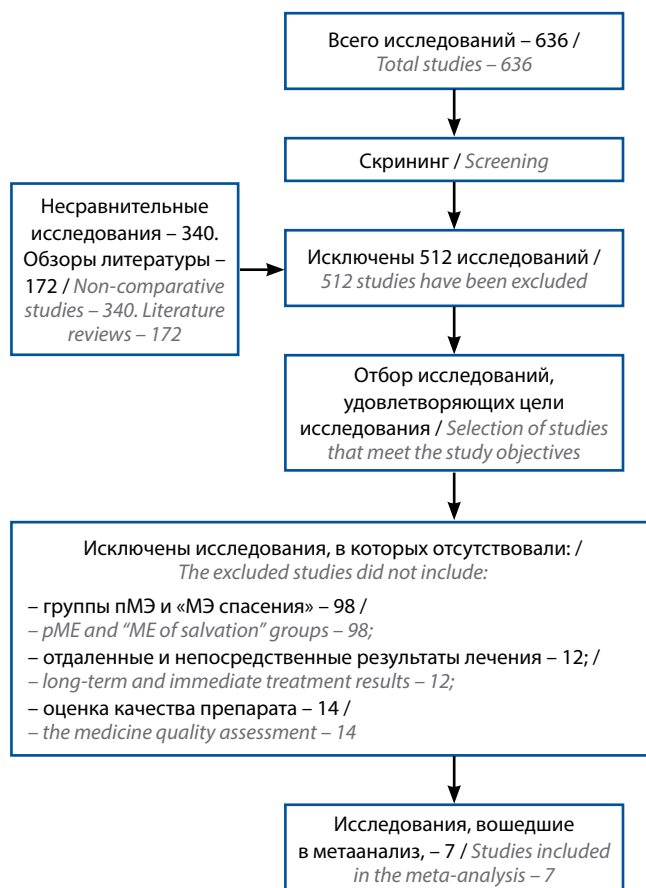 Всего исследований – 636 /
Total studies – 636
Скрининг / Screening
Несравнительные
исследования – 340.
Обзоры литературы –
172 / Non-comparative
studies – 340. Literature
reviews – 172
Исключены 512 исследований /
512 studies have been excluded
Отбор исследований,
удовлетворяющих цели
исследования / Selection of studies
that meet the study objectives
Исключены исследования, в которых отсутствовали: /
The excluded studies did not include:
– группы пМЭ и «МЭ спасения» – 98 /
– pME and “ME of salvation” groups – 98;
– отдаленные и непосредственные результаты лечения – 12; /
– long-term and immediate treatment results – 12;
– оценка качества препарата – 14 /
– the medicine quality assessment – 14
Исследования, вошедшие
в метаанализ, – 7 / Studies included
in the meta-analysis – 7